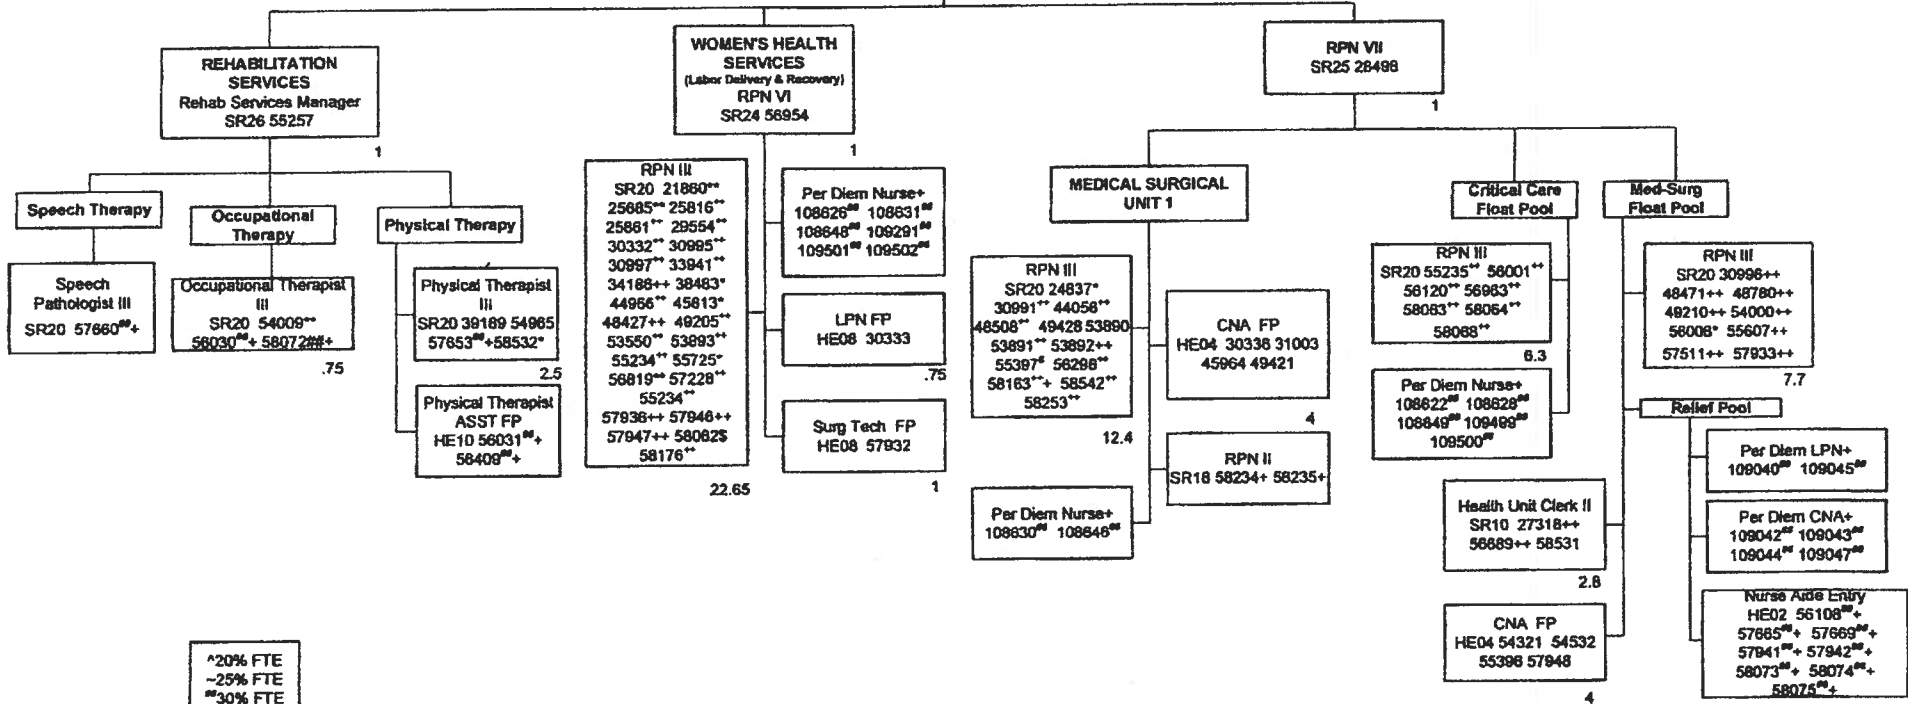 REHABILITATION
SERVICES
Rehab Services Manager
SR26 55257
1
WOMEN'S HEALTH
SERVICES
(Labor Delivery & Recovery)
RPN VI
SR24 56954
1
RPN VII
SR25 28498
1
Speech Therapy
Speech
Pathologist III
SR20 57660##+
Occupational
Therapy
Occupational Therapist
III
SR20 54009**
56030##+ 58072##+
.75
Physical Therapy
Physical Therapist
III
SR20 39189 54965
57653##+58532*
2.5
Physical Therapist
ASST FP
HE10 56031##+
58409##+
RPN III
SR20 21860**
25685** 25816++
25861++ 29554++
30332++ 30995++
30997++ 33941++
34186++ 38483*
44966++ 45813*
48427++ 49205++
53550++ 53893++
55234++ 55725*
56819** 57228++
55234++
57936++ 57946++
57947++ 58082$
58176++
22.65
Per Diem Nurse+
108626## 108631##
108648## 109291##
109501## 109502##
LPN FP
HE08 30333
.75
Surg Tech FP
HE08 57932
1
MEDICAL SURGICAL
UNIT 1
RPN III
SR20 24837*
30991++ 44056++
48508++ 49428 53890
53891++ 53892++
56298++
58163++ 58542++
58253++
12.4
Per Diem Nurse+
108630## 108646##
CNA FP
HE04 30336 31003
45964 49421
4
RPN II
SR18 58234+ 58235+
Critical Care
Float Pool
RPN III
SR20 55235++ 56001++
56120++ 56963++
58063++ 58064++
58068++
6.3
Per Diem Nurse+
108622## 108628##
108649## 109499##
109500##
Med-Surg
Float Pool
RPN III
SR20 30996++
48471++ 48780++
49210++ 54000++
56008* 55607++
57511++ 57933++
7.7
Relief Pool
Per Diem LPN+
109040## 109045##
Per Diem CNA+
109042## 109043##
109044## 109047##
Nurse Aide Entry
HE02 56108##+
57665##+ 57669##+
57941##+ 57942##+
58073##+ 58074##+
58075##+
Health Unit Clerk II
SR10 27318++
56689++ 58531
2.8
CNA FP
HE04 54321 54532
55396 57948
4
^20% FTE
~25% FTE
##30% FTE